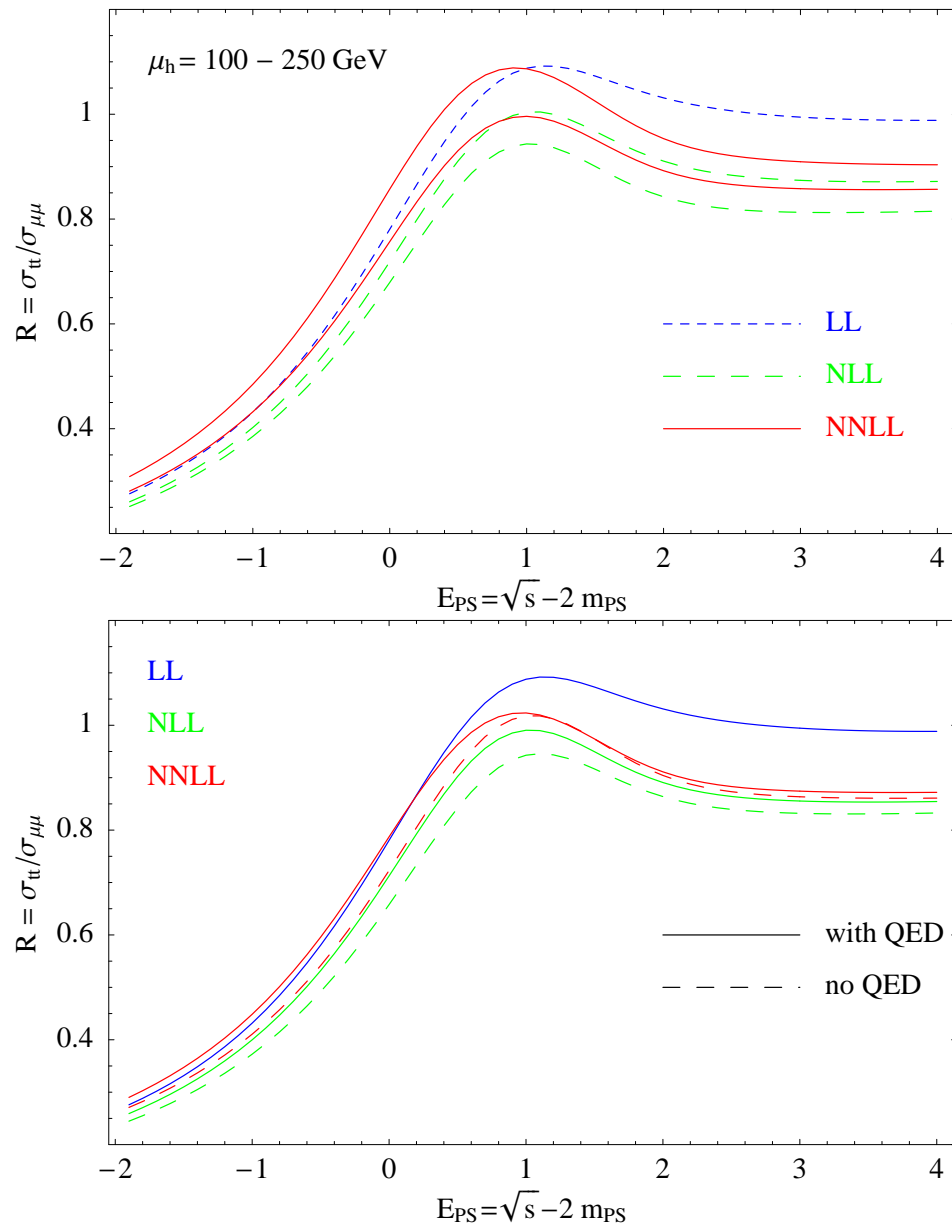 μh = 100 – 250 GeV
1
0.8
0.6
0.4
R = σtt/σμμ
LL
NLL
NNLL
−2 −1 0 1 2 3 4
EPS = √s − 2 mPS
LL
NLL
NNLL
1
0.8
0.6
0.4
R = σtt/σμμ
with QED
no QED
−2 −1 0 1 2 3 4
EPS = √s − 2 mPS